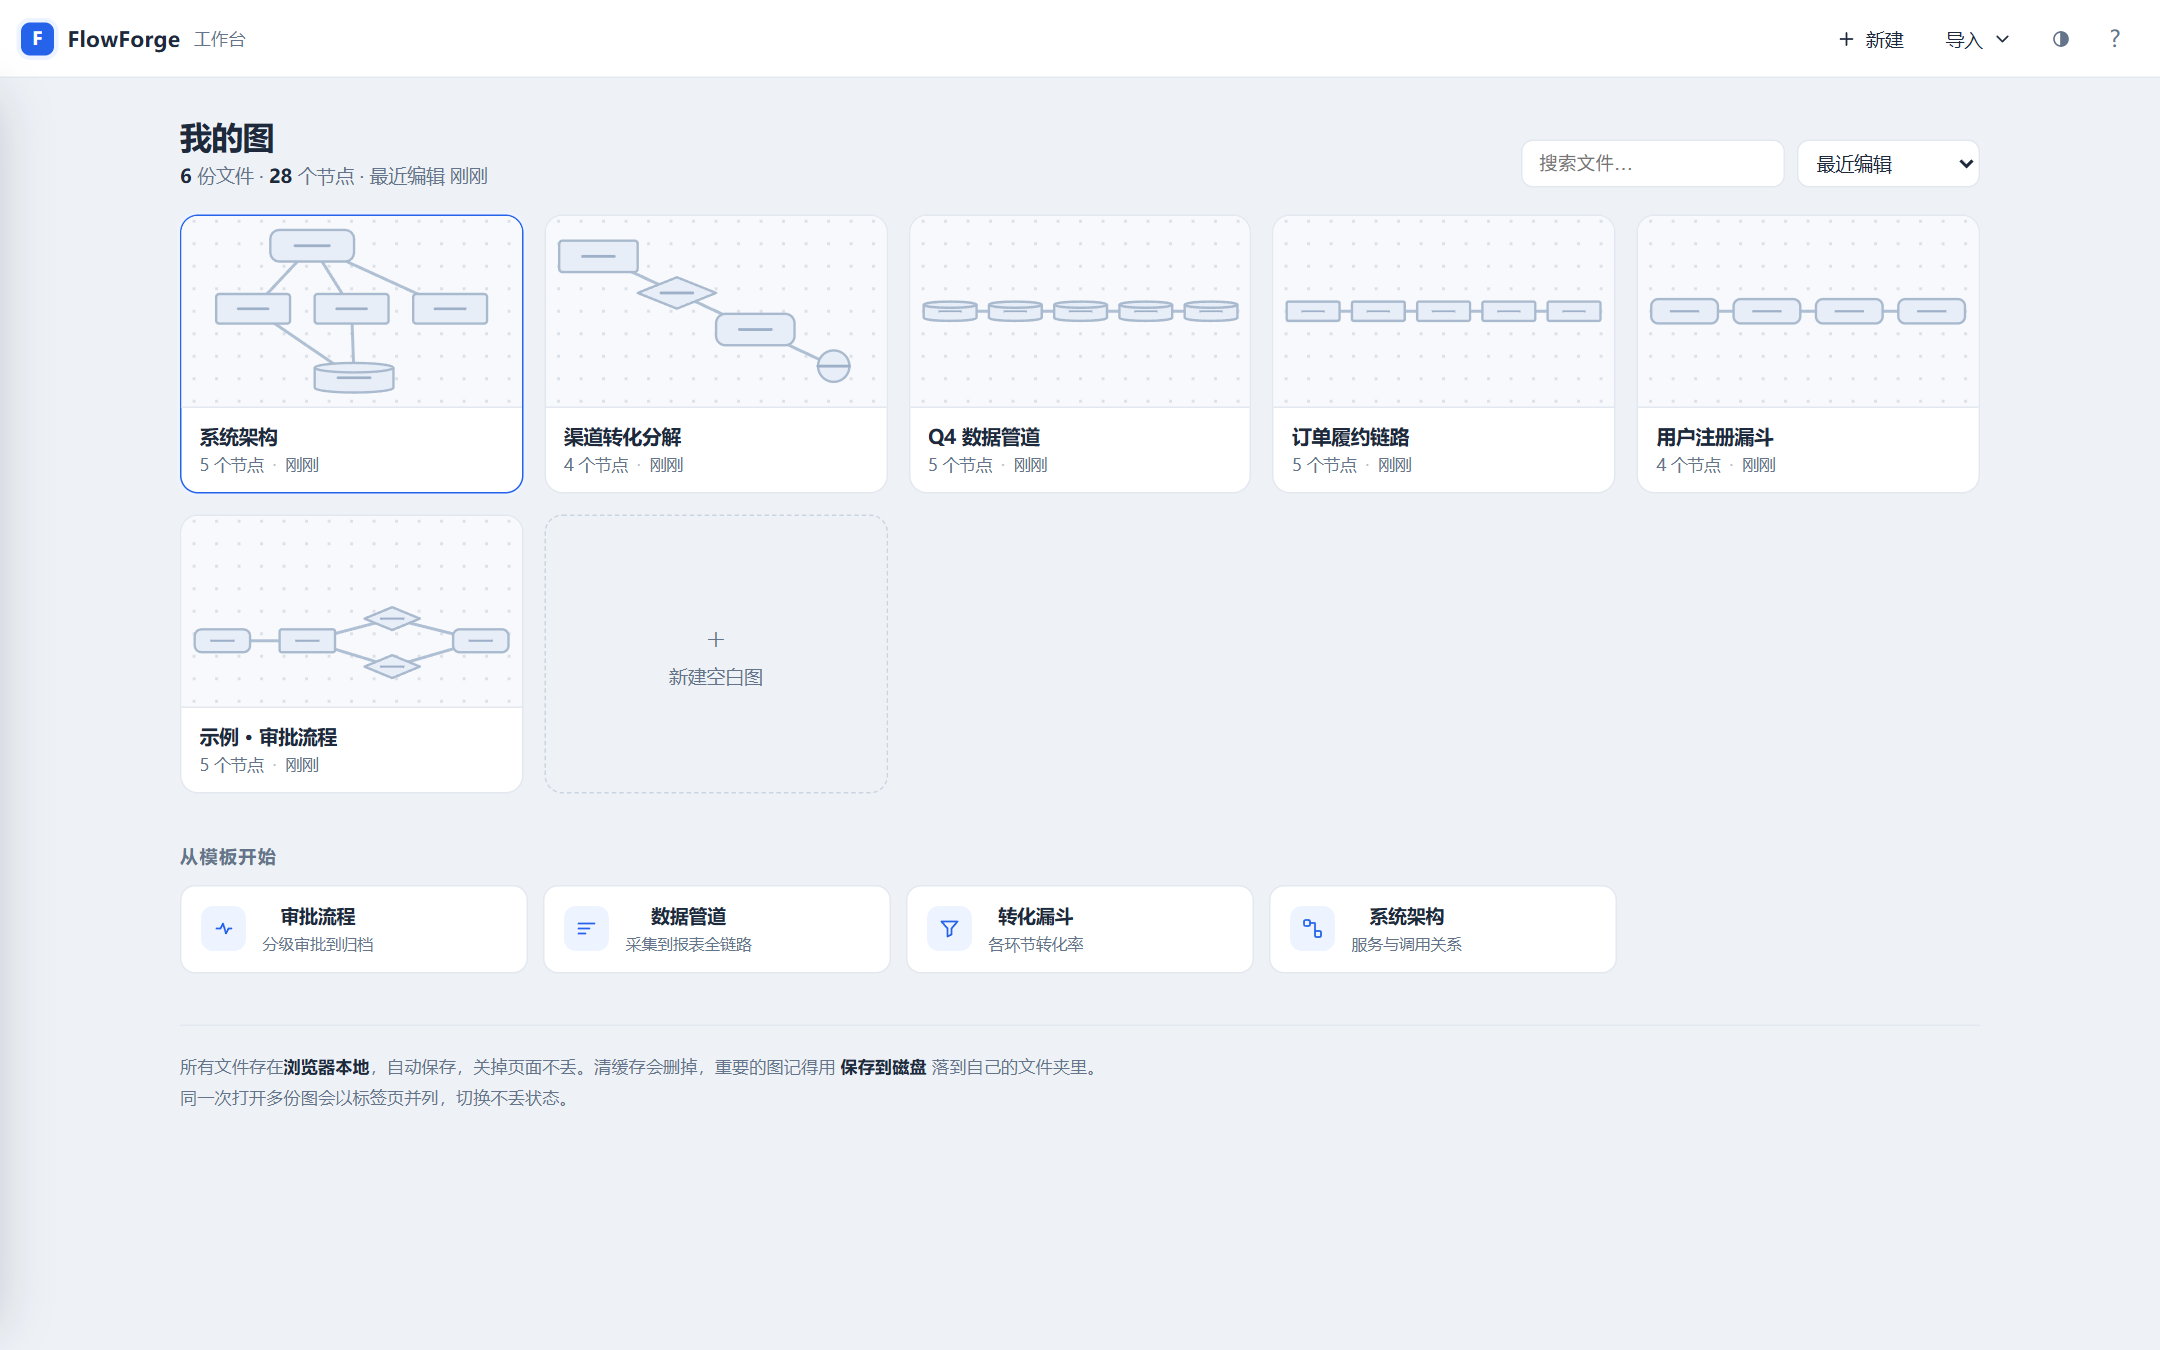 F FlowForge 工作台
+ 新建 导入 ?
我的图
6 份文件 · 28 个节点 · 最近编辑 刚刚
搜索文件… 最近编辑
系统架构
5 个节点 · 刚刚
渠道转化分解
4 个节点 · 刚刚
Q4 数据管道
5 个节点 · 刚刚
订单履约链路
5 个节点 · 刚刚
用户注册漏斗
4 个节点 · 刚刚
示例 · 审批流程
5 个节点 · 刚刚
+
新建空白图
从模板开始
审批流程
分级审批到归档
数据管道
采集到报表全链路
转化漏斗
各环节转化率
系统架构
服务与调用关系
所有文件存在浏览器本地，自动保存，关掉页面不丢。清缓存会删掉，重要的图记得用 保存到磁盘 落到自己的文件夹里。
同一次打开多份图会以标签页并列，切换不丢状态。